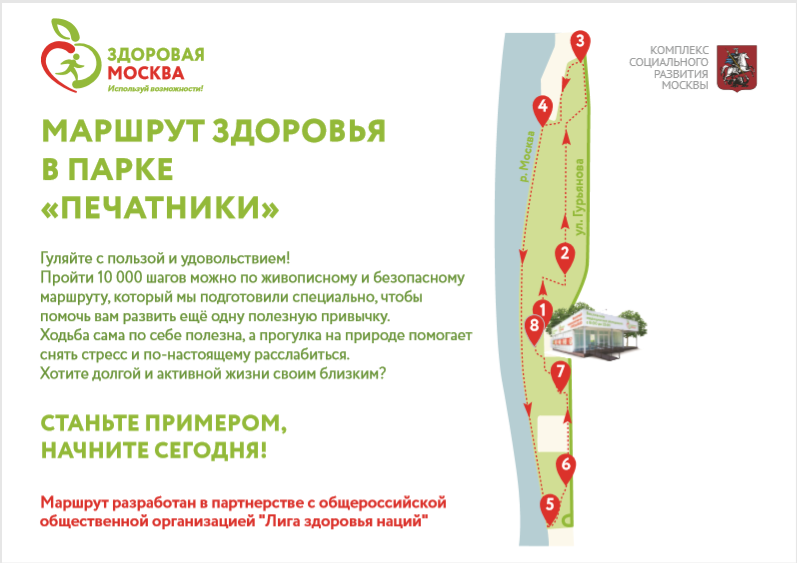 ЗДОРОВАЯ
МОСКВА
Используй возможности!
КОМПЛЕКС
СОЦИАЛЬНОГО
РАЗВИТИЯ
МОСКВЫ
МАРШРУТ ЗДОРОВЬЯ
В ПАРКЕ
«ПЕЧАТНИКИ»
Гуляйте с пользой и удовольствием!
Пройти 10 000 шагов можно по живописному и безопасному
маршруту, который мы подготовили специально, чтобы
помочь вам развить ещё одну полезную привычку.
Ходьба сама по себе полезна, а прогулка на природе помогает
снять стресс и по-настоящему расслабиться.
Хотите долгой и активной жизни своим близким?
СТАНЬТЕ ПРИМЕРОМ,
НАЧНИТЕ СЕГОДНЯ!
Маршрут разработан в партнерстве с общероссийской
общественной организацией "Лига здоровья наций"
3
4
р. Москва
ул. Гурьянова
2
1
8
7
6
5